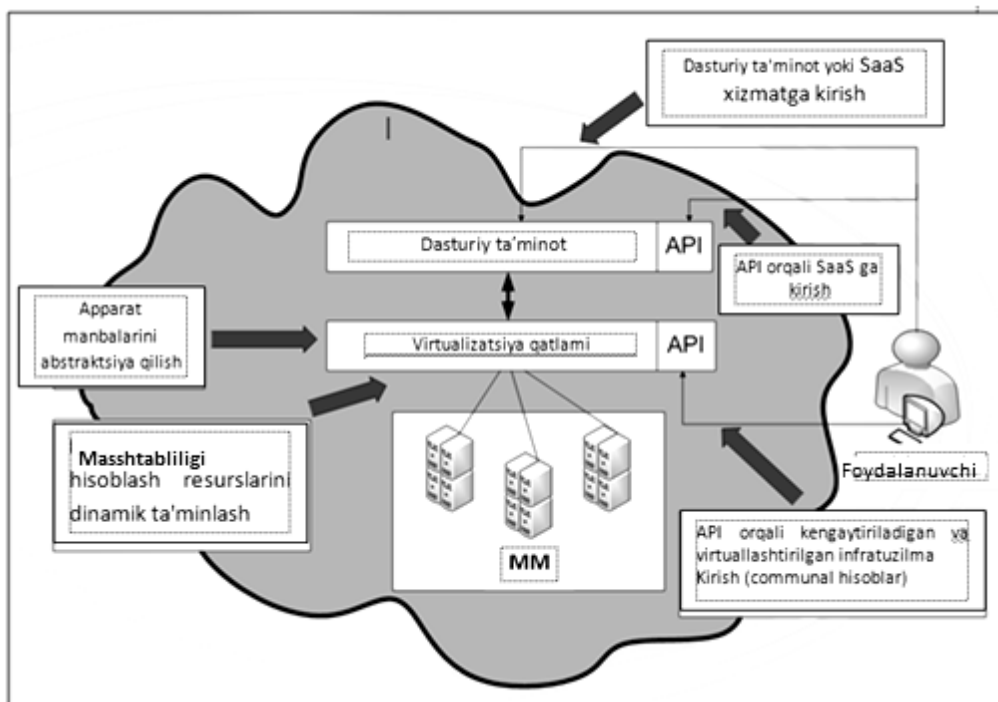 Dasturiy ta'minot yoki SaaS
xizmatga kirish
Dasturiy ta'minot
API
API orqali SaaS ga
kirish
Apparat
manbalarini
abstraktsiya qilish
Virtualizatsiya qatlami
API
Masshtabliligi
hisoblash resurslarini
dinamik ta'minlash
Foydalanuvchi
MM
API orqali kengaytiriladigan va
virtuallashtirilgan infratuzilma
Kirish (communal hisoblar)